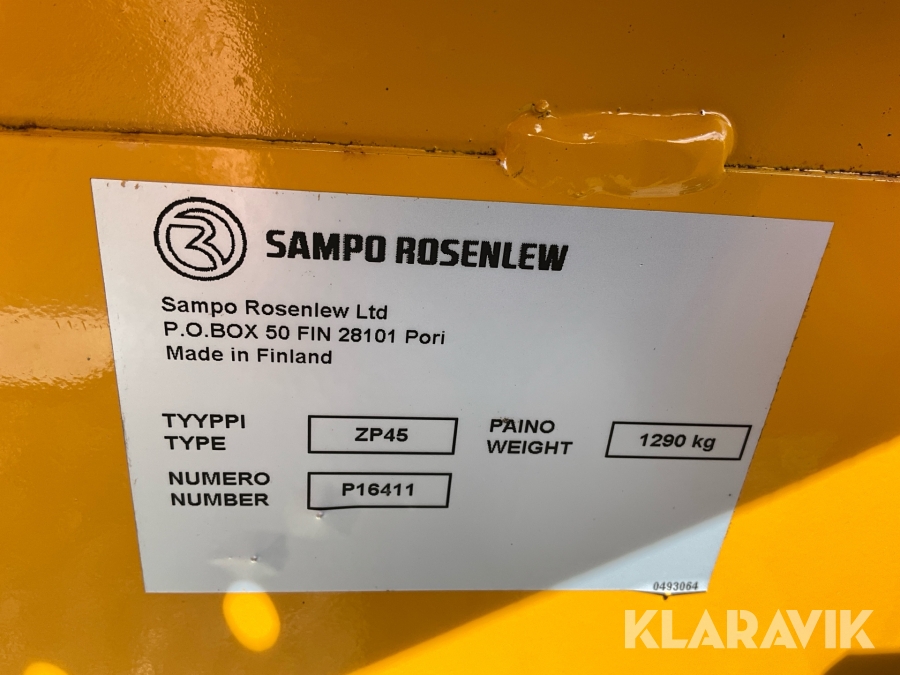 SAMPO ROSENLEW
Sampo Rosenlew Ltd
P.O.BOX 50 FIN 28101 Pori
Made in Finland
TYYPPI
TYPE
ZP45
PAINO
WEIGHT
1290 kg
NUMERO
NUMBER
P16411
0493064
KLARAVIK